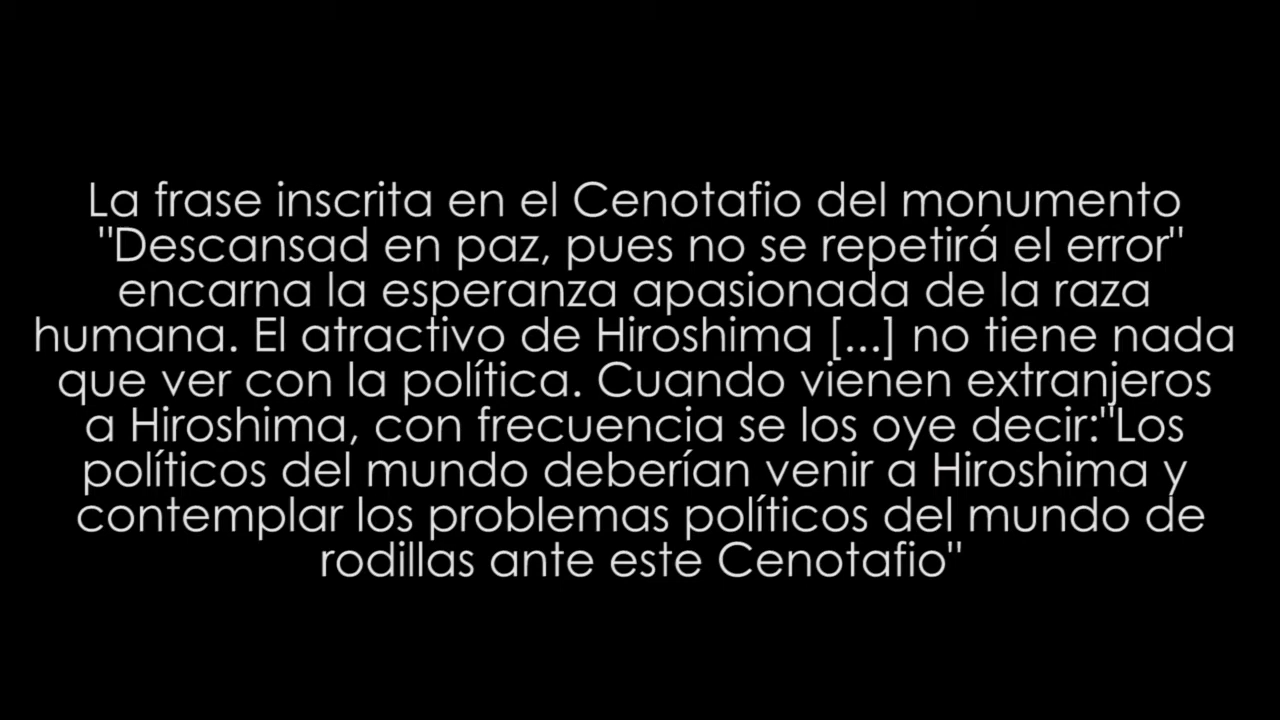 La frase inscrita en el Cenotafio del monumento
"Descansad en paz, pues no se repetirá el error"
encarna la esperanza apasionada de la raza
humana. El atractivo de Hiroshima [...] no tiene nada
que ver con la política. Cuando vienen extranjeros
a Hiroshima, con frecuencia se los oye decir:"Los
políticos del mundo deberían venir a Hiroshima y
contemplar los problemas políticos del mundo de
rodillas ante este Cenotafio"